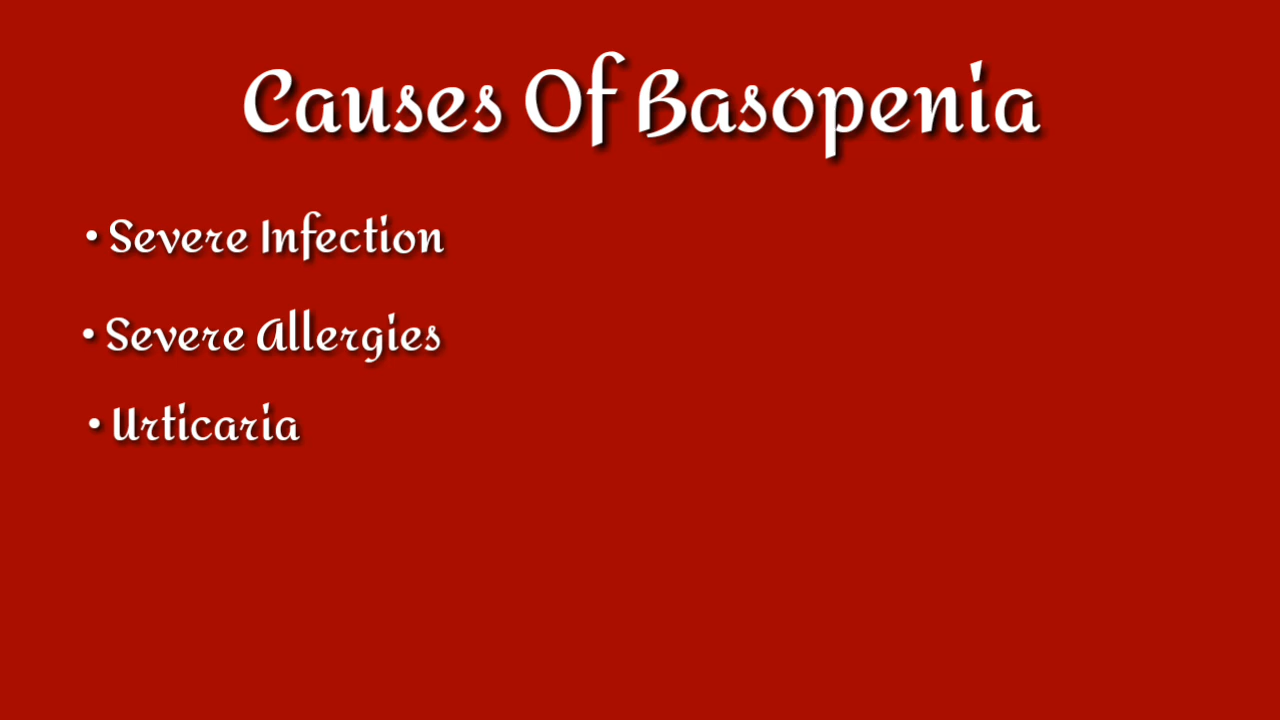 Causes Of Basopenia
• Severe Infection
• Severe Allergies
• Urticaria